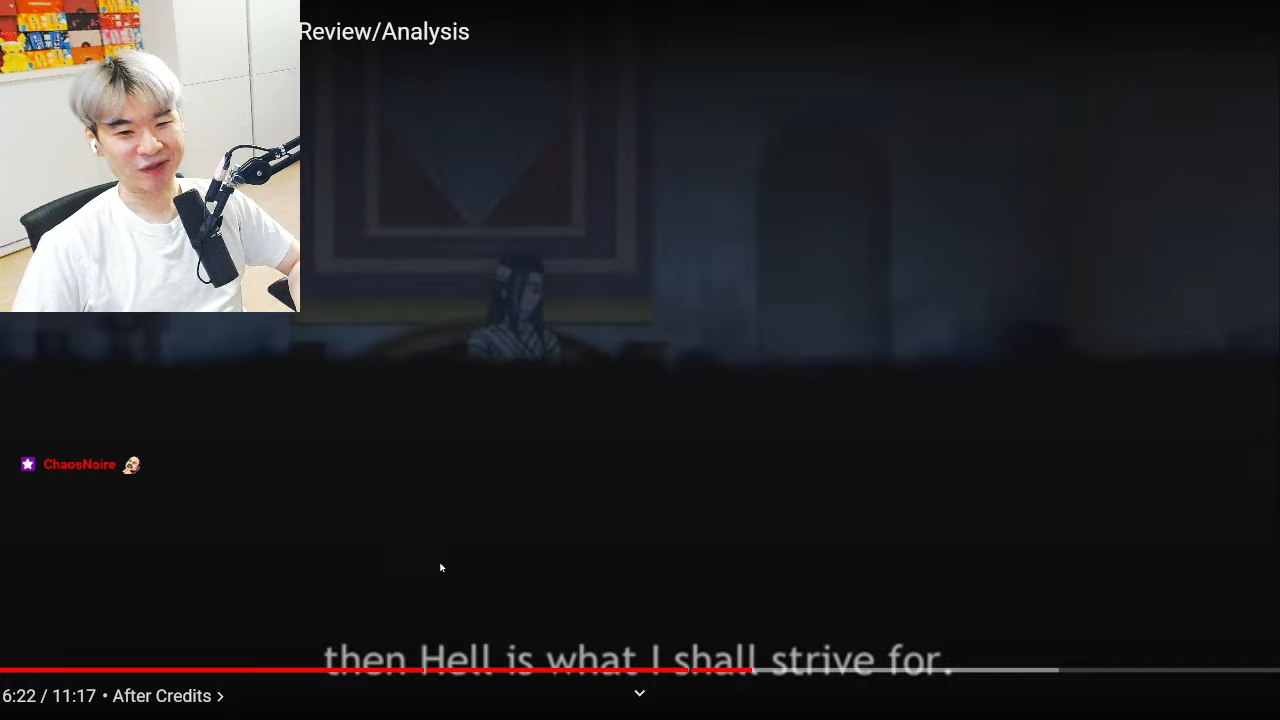 Review/Analysis
ChaosNoire
then Hell is what I shall strive for.
6:22 / 11:17 • After Credits >